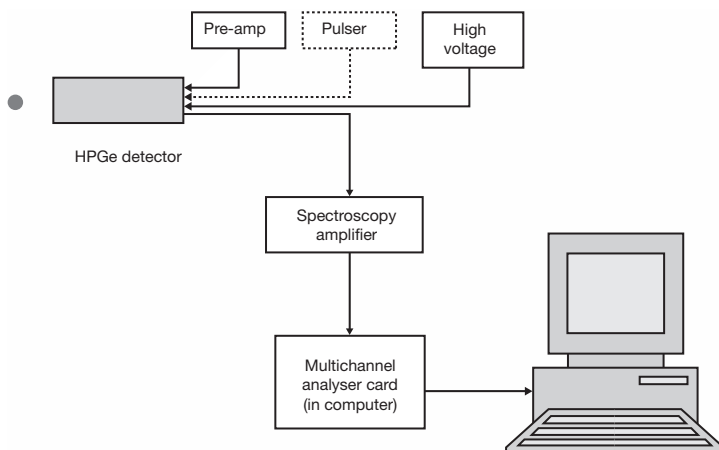 Pre-amp
Pulser
High
voltage
HPGe detector
Spectroscopy
amplifier
Multichannel
analyser card
(in computer)